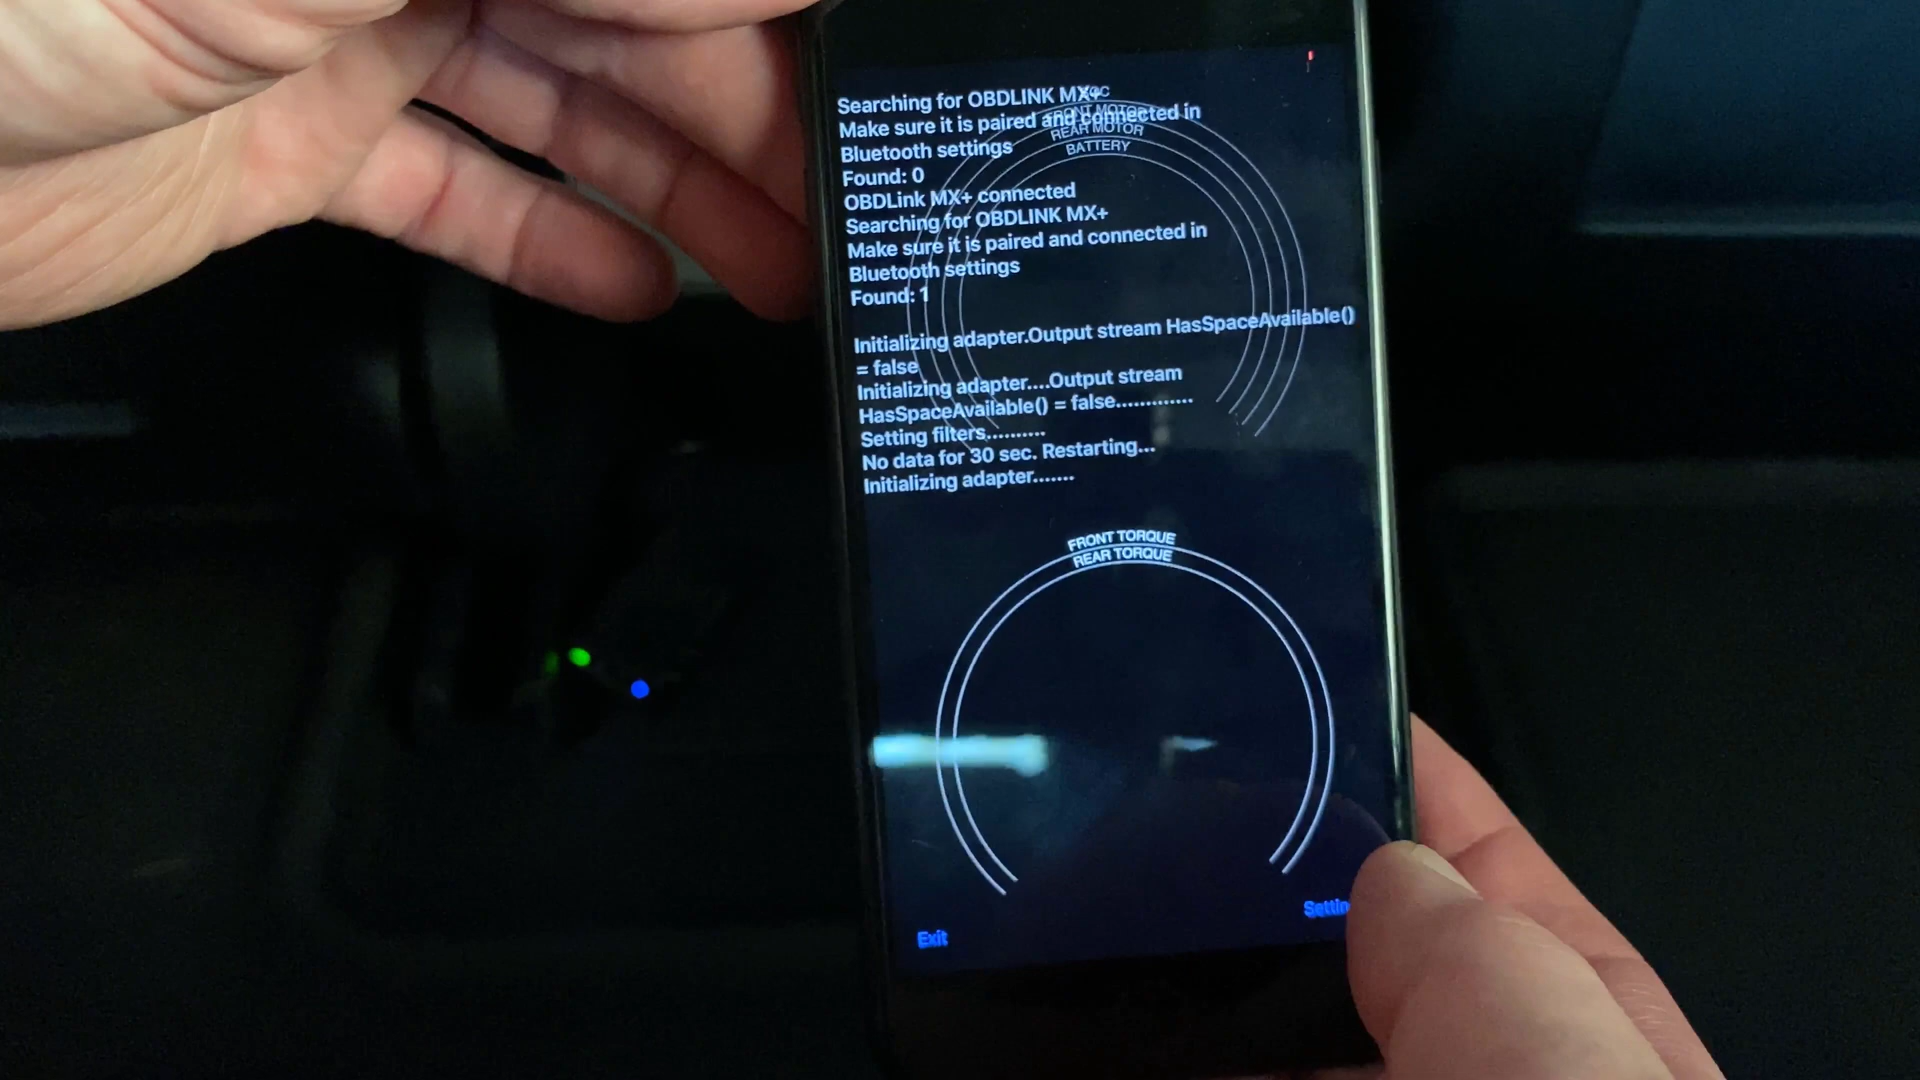 Searching for OBDLINK MX+
Make sure it is paired and connected in
Bluetooth settings
Found: 0
OBDLink MX+ connected
Searching for OBDLINK MX+
Make sure it is paired and connected in
Bluetooth settings
Found: 1
Initializing adapter.Output stream HasSpaceAvailable()
= false
Initializing adapter....Output stream
HasSpaceAvailable() = false.............
Setting filters..........
No data for 30 sec. Restarting...
Initializing adapter.......
FRONT MOTOR
REAR MOTOR
BATTERY
FRONT TORQUE
REAR TORQUE
Settin
Exit